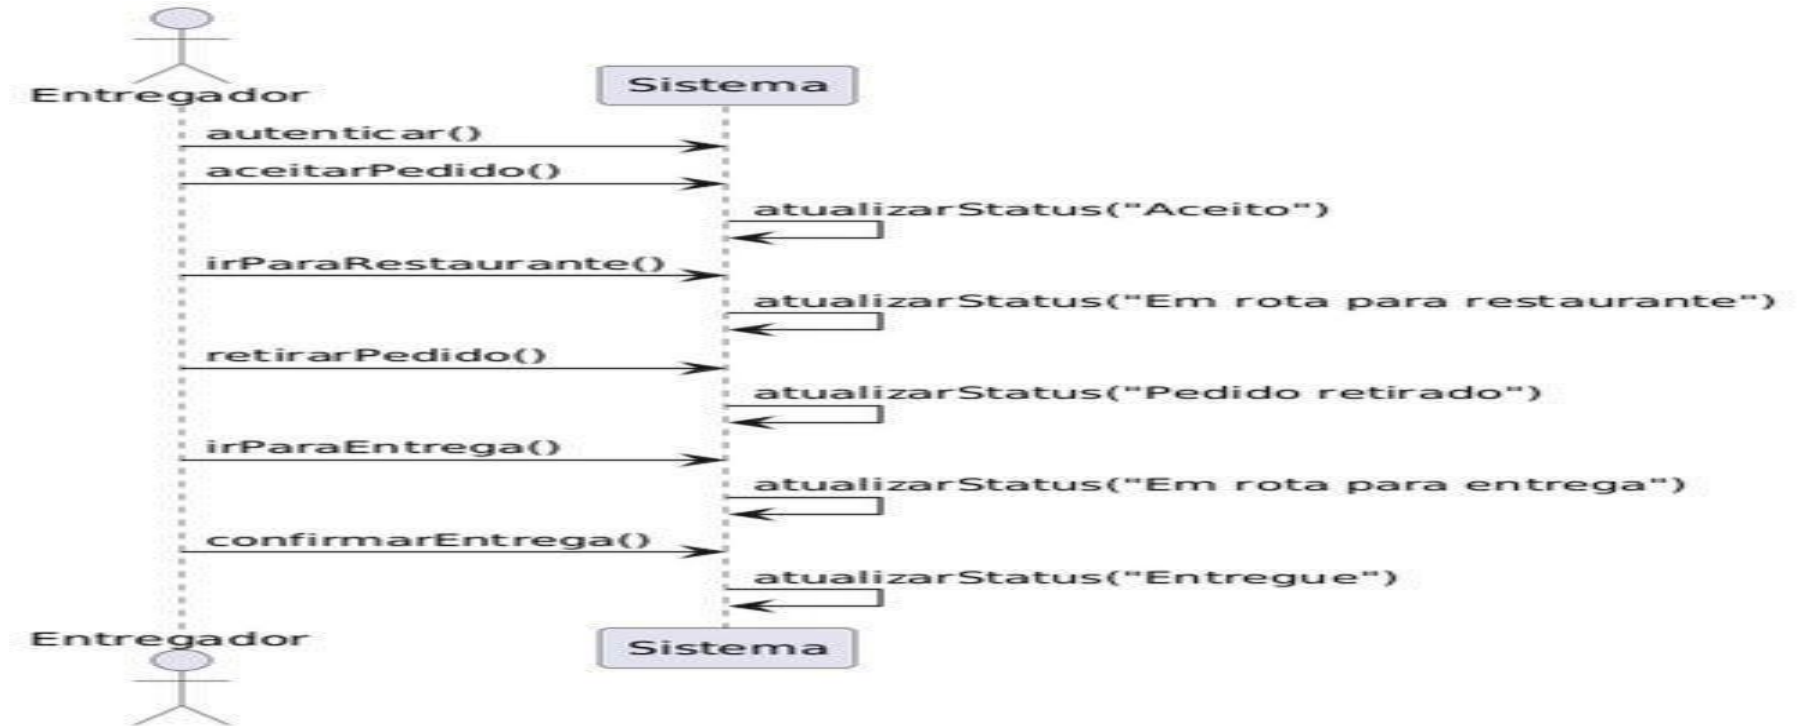 Entregador
Sistema
autenticar()
aceitarPedido()
atualizarStatus("Aceito")
irParaRestaurante()
atualizarStatus("Em rota para restaurante")
retirarPedido()
atualizarStatus("Pedido retirado")
irParaEntrega()
atualizarStatus("Em rota para entrega")
confirmarEntrega()
atualizarStatus("Entregue")
Entregador
Sistema